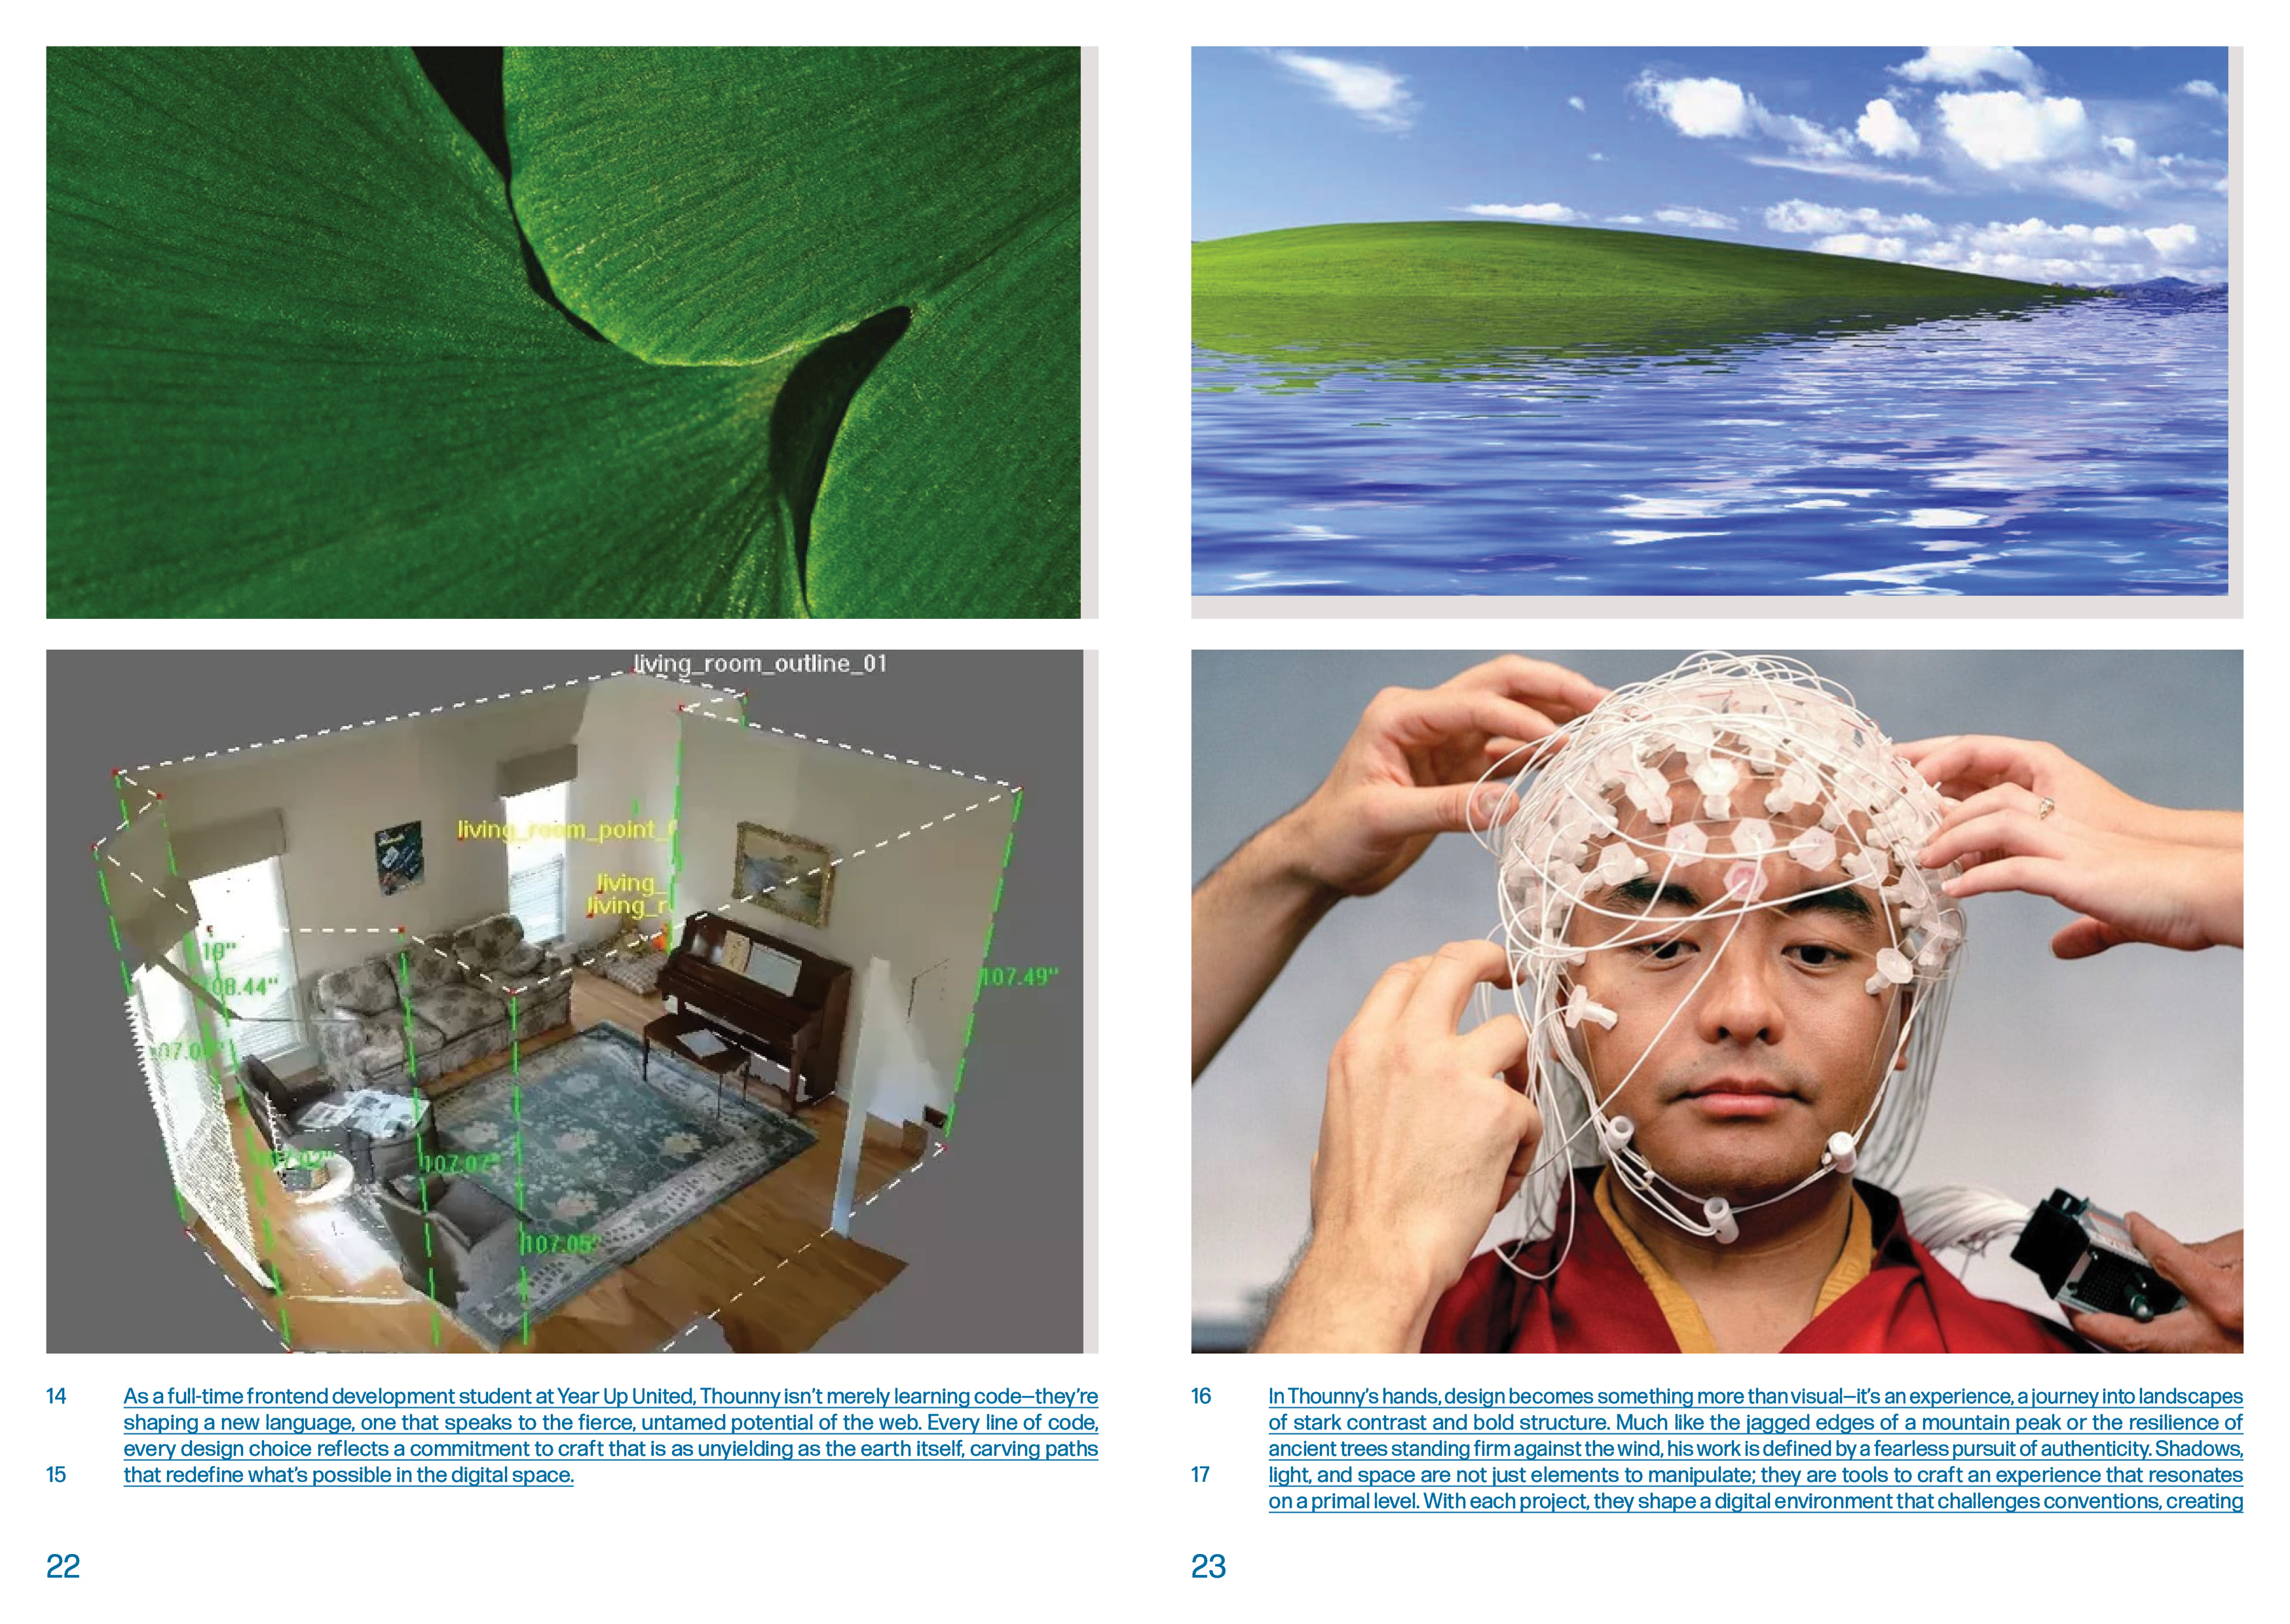 living_room_outline_01
living_room_point_
living_
living_r
18"
08.44"
107.49"
107.07"
107.05"
14
As a full-time frontend development student at Year Up United, Thounny isn't merely learning code—they're
shaping a new language, one that speaks to the fierce, untamed potential of the web. Every line of code,
every design choice reflects a commitment to craft that is as unyielding as the earth itself, carving paths
15
that redefine what's possible in the digital space.
22
16
In Thounny's hands, design becomes something more than visual—it's an experience, a journey into landscapes
of stark contrast and bold structure. Much like the jagged edges of a mountain peak or the resilience of
ancient trees standing firm against the wind, his work is defined by a fearless pursuit of authenticity. Shadows,
17
light, and space are not just elements to manipulate; they are tools to craft an experience that resonates
on a primal level. With each project, they shape a digital environment that challenges conventions, creating
23